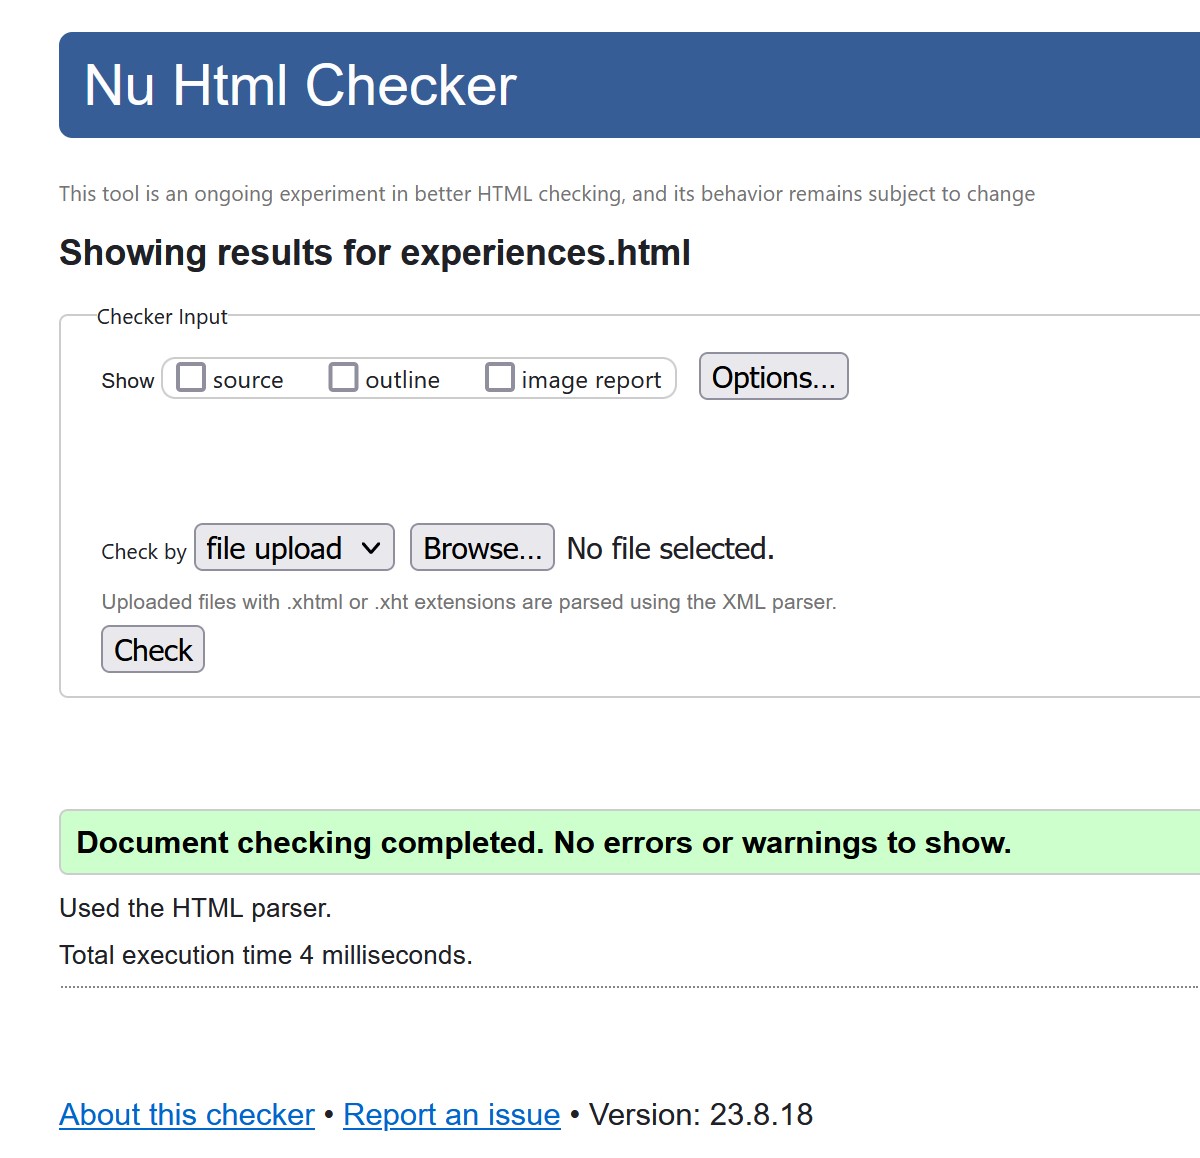 Nu Html Checker
This tool is an ongoing experiment in better HTML checking, and its behavior remains subject to change
Showing results for experiences.html
Checker Input
Show source outline image report Options...
Check by file upload Browse... No file selected.
Uploaded files with .xhtml or .xht extensions are parsed using the XML parser.
Check
Document checking completed. No errors or warnings to show.
Used the HTML parser.
Total execution time 4 milliseconds.
About this checker • Report an issue • Version: 23.8.18